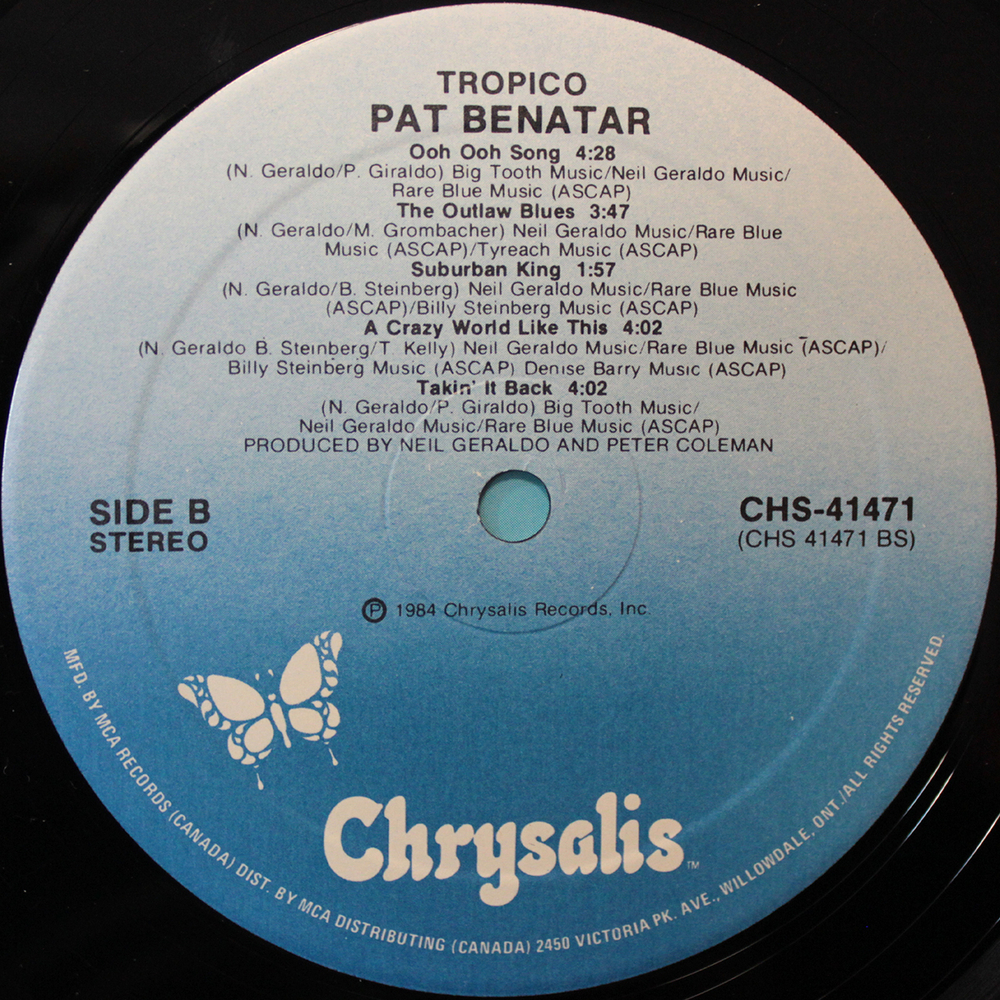 TROPICO
PAT BENATAR
Ooh Ooh Song 4:28
(N. Geraldo/P. Giraldo) Big Tooth Music/Neil Geraldo Music/
Rare Blue Music (ASCAP)
The Outlaw Blues 3:47
(N. Geraldo/M. Grombacher) Neil Geraldo Music/Rare Blue
Music (ASCAP)/Tyreach Music (ASCAP)
Suburban King 1:57
(N. Geraldo/B. Steinberg) Neil Geraldo Music/Rare Blue Music
(ASCAP)/Billy Steinberg Music (ASCAP)
A Crazy World Like This 4:02
(N. Geraldo B. Steinberg/T. Kelly) Neil Geraldo Music/Rare Blue Music (ASCAP)/
Billy Steinberg Music (ASCAP) Denise Barry Music (ASCAP)
Takin' It Back 4:02
(N. Geraldo/P. Giraldo) Big Tooth Music/
Neil Geraldo Music/Rare Blue Music (ASCAP)
PRODUCED BY NEIL GERALDO AND PETER COLEMAN
SIDE B
STEREO
CHS-41471
(CHS 41471 BS)
℗ 1984 Chrysalis Records, Inc.
Chrysalis™
MFD. BY MCA RECORDS (CANADA) DIST. BY MCA DISTRIBUTING (CANADA) 2450 VICTORIA PK. AVE., WILLOWDALE, ONT./ALL RIGHTS RESERVED.